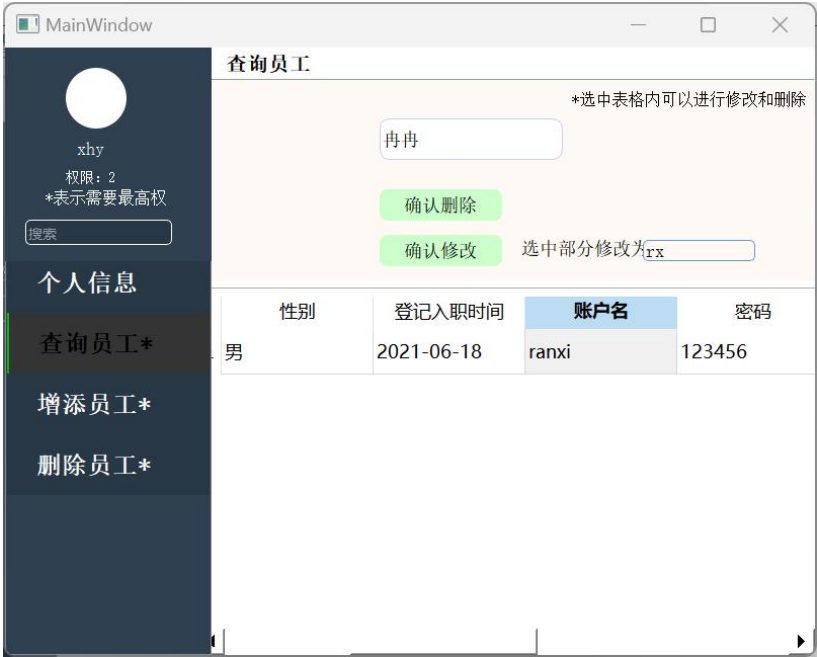 MainWindow
xhy
权限：2
*表示需要最高权
搜索
个人信息
查询员工*
增添员工*
删除员工*
查询员工
*选中表格内可以进行修改和删除
冉冉
确认删除
确认修改
选中部分修改为
rx
性别 登记入职时间 账户名 密码
男 2021-06-18 ranxi 123456